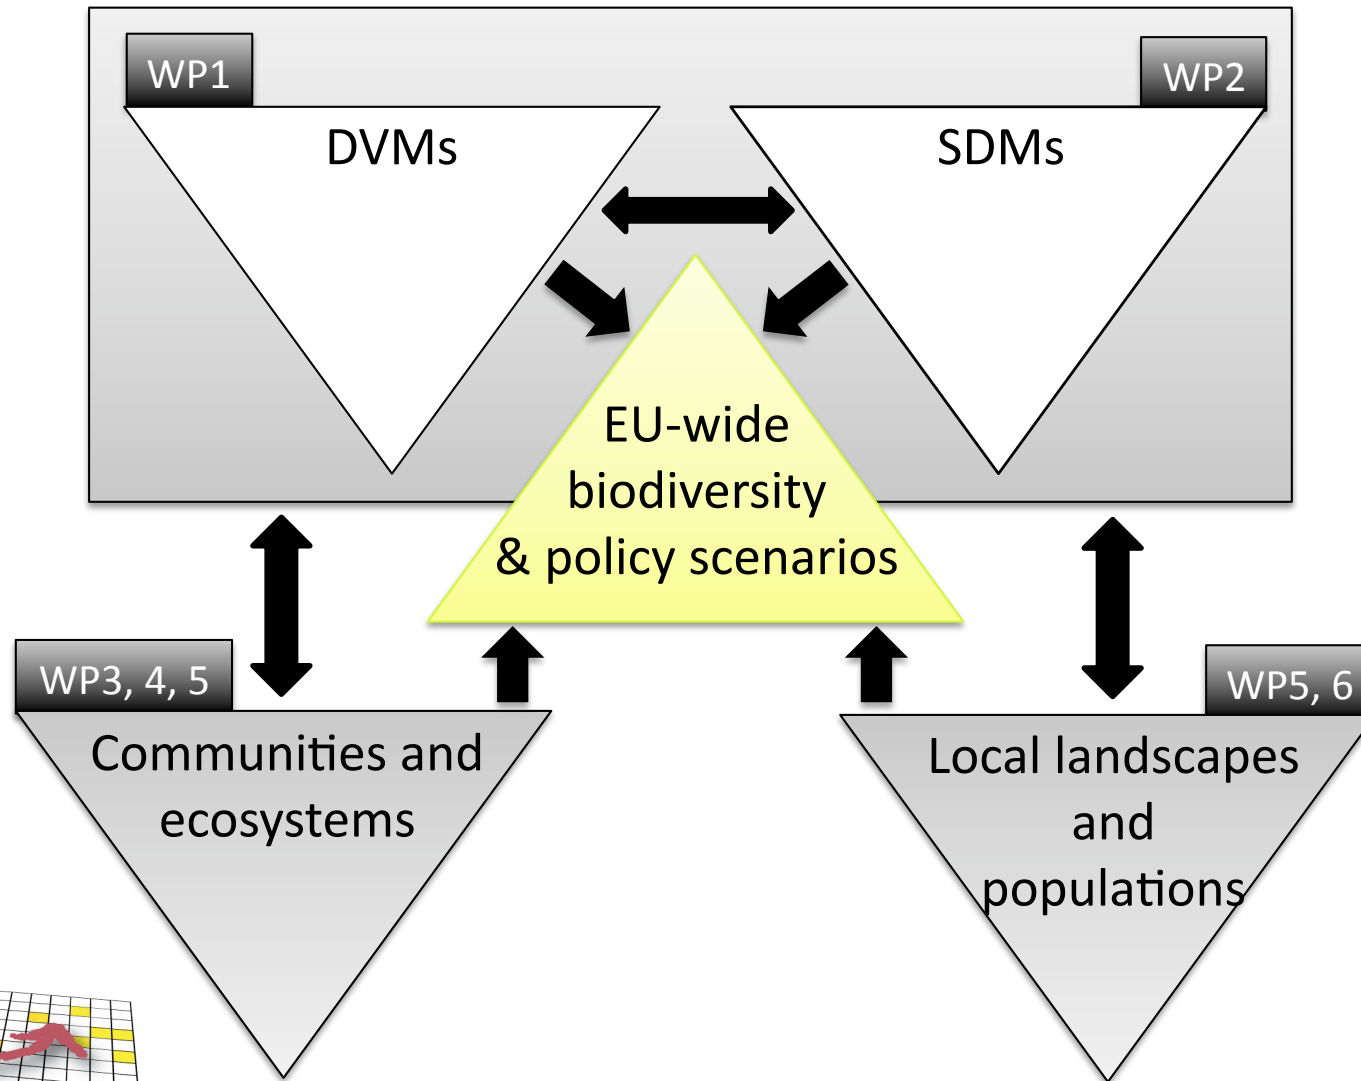 WP1
WP2
DVMs
SDMs
EU-wide
biodiversity
& policy scenarios
WP3, 4, 5
WP5, 6
Communities and
ecosystems
Local landscapes
and
populations